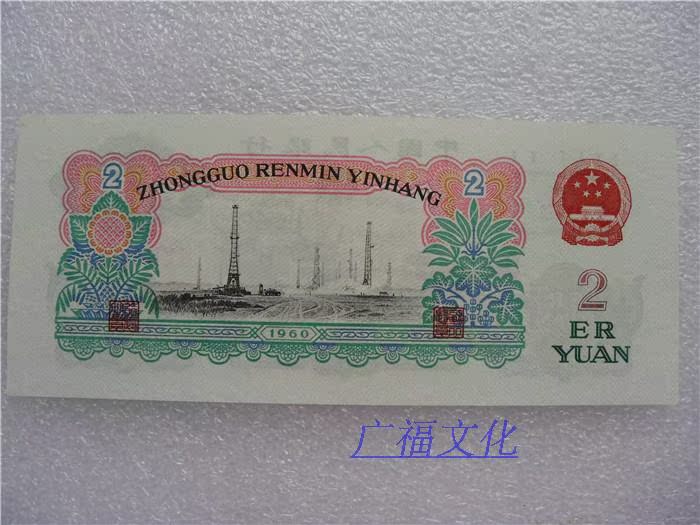 2
ZHONGGUO RENMIN YINHANG
2
1960
2
ER
YUAN
广福文化